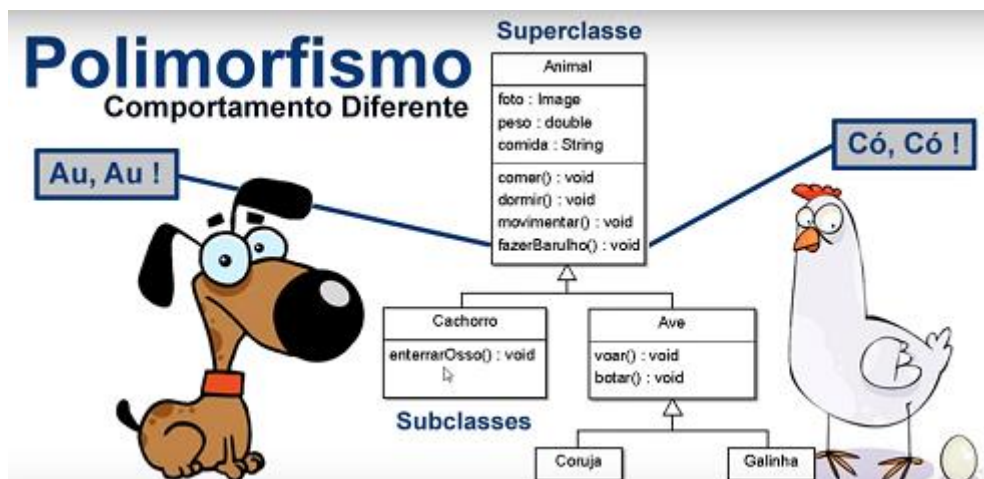 Polimorfismo
Comportamento Diferente
Superclasse
Animal
foto : Image
peso : double
comida : String
comer() : void
dormir() : void
movimentar() : void
fazerBarulho() : void
Au, Au !
Có, Có !
Cachorro
enterrarOsso() : void
Ave
voar() : void
botar() : void
Subclasses
Coruja
Galinha